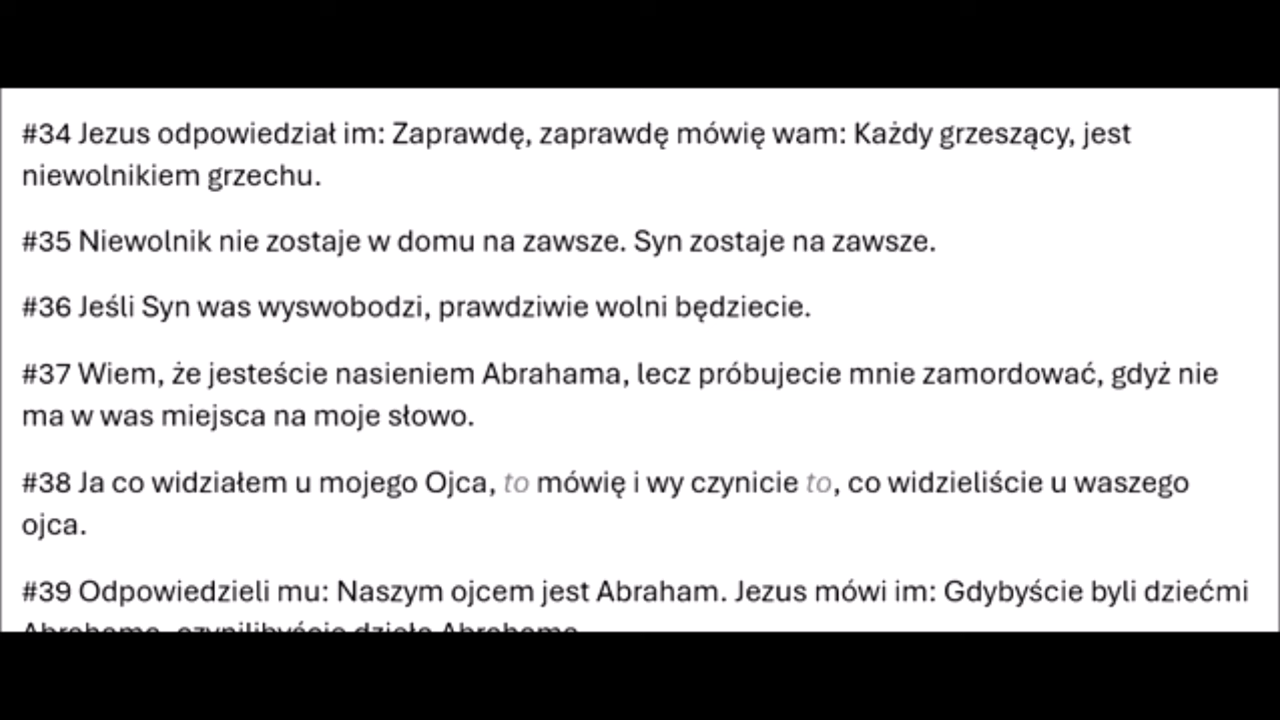 #34 Jezus odpowiedział im: Zaprawdę, zaprawdę mówię wam: Każdy grzeszący, jest
niewolnikiem grzechu.
#35 Niewolnik nie zostaje w domu na zawsze. Syn zostaje na zawsze.
#36 Jeśli Syn was wyswobodzi, prawdziwie wolni będziecie.
#37 Wiem, że jesteście nasieniem Abrahama, lecz próbujecie mnie zamordować, gdyż nie
ma w was miejsca na moje słowo.
#38 Ja co widziałem u mojego Ojca, to mówię i wy czynicie to, co widzieliście u waszego
ojca.
#39 Odpowiedzieli mu: Naszym ojcem jest Abraham. Jezus mówi im: Gdybyście byli dziećmi